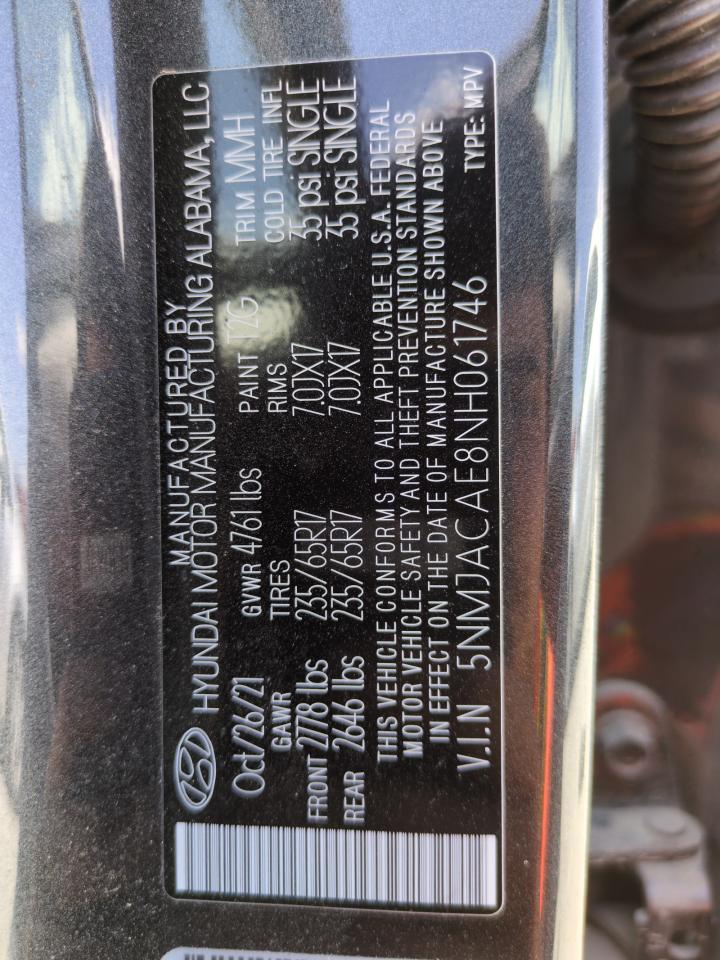 MANUFACTURED BY
HYUNDAI MOTOR MANUFACTURING ALABAMA, LLC
Oct/26/21 GVWR 4761 lbs PAINT T2G TRIM MMH
GAWR TIRES RIMS COLD TIRE INFL
FRONT 2778 lbs 235/65R17 7.0JX17 35 psi SINGLE
REAR 2646 lbs 235/65R17 7.0JX17 35 psi SINGLE
THIS VEHICLE CONFORMS TO ALL APPLICABLE U.S.A. FEDERAL
MOTOR VEHICLE SAFETY AND THEFT PREVENTION STANDARDS
IN EFFECT ON THE DATE OF MANUFACTURE SHOWN ABOVE
V.I.N 5NMJACAE8NH061746 TYPE: MPV